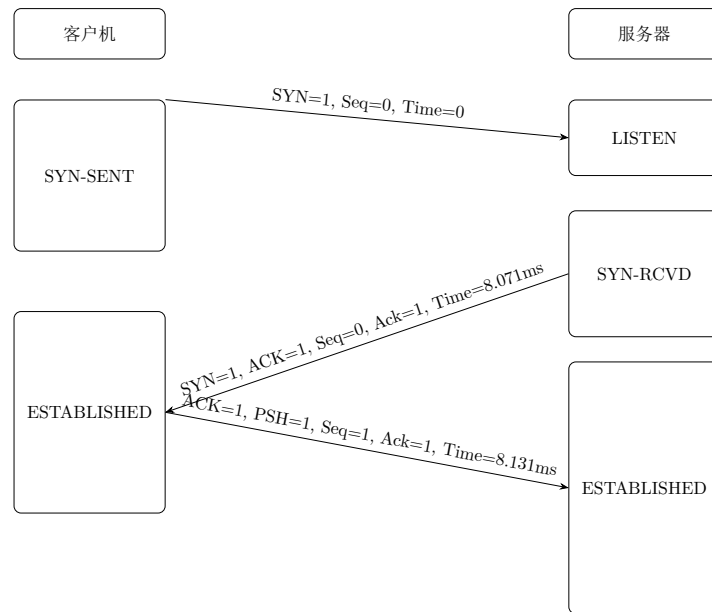 客户机
服务器
SYN=1, Seq=0, Time=0
LISTEN
SYN-SENT
SYN-RCVD
SYN=1, ACK=1, Seq=0, Ack=1, Time=8.071ms
ESTABLISHED
ACK=1, PSH=1, Seq=1, Ack=1, Time=8.131ms
ESTABLISHED